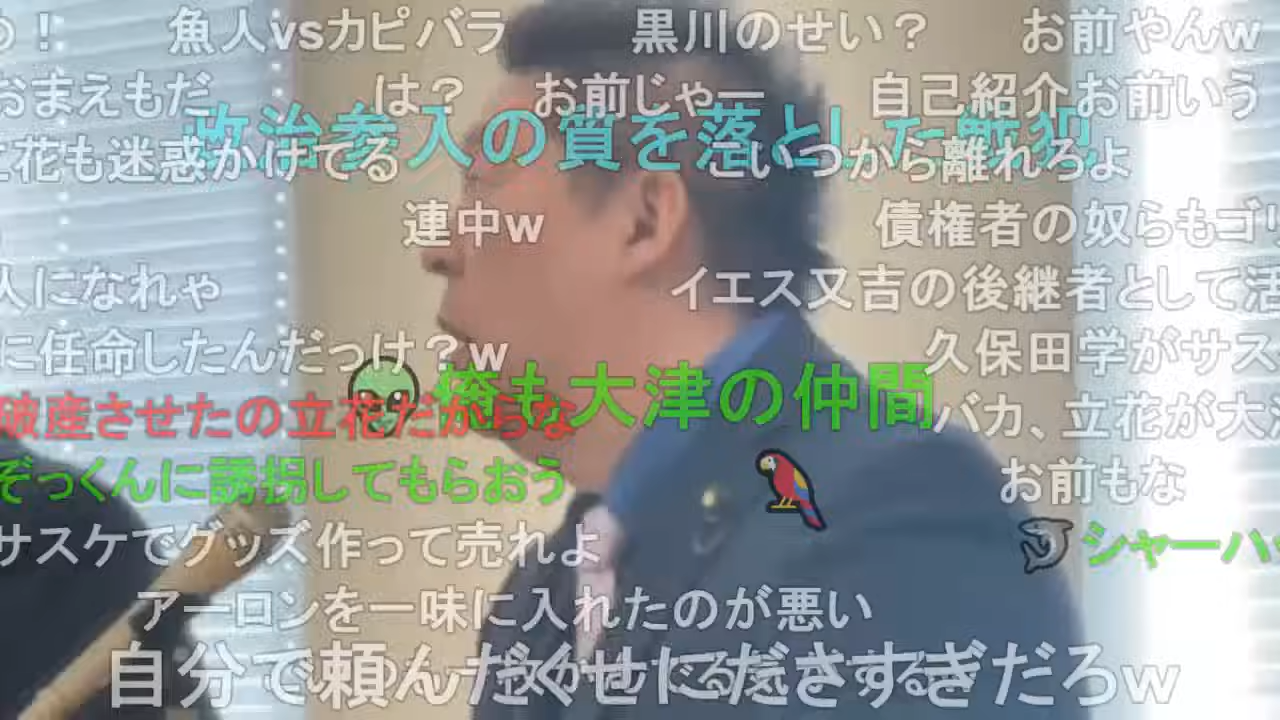 め！ 魚人vsカピバラ 黒川のせい？ お前やんw
おまえもだ は？ お前じゃー 自己紹介お前いう
政治参入の質を落とした戦犯
に花も迷惑かけてる こいつから離れろよ
連中w 債権者の奴らもゴリ
人になれゃ イエス又吉の後継者として活
に任命したんだっけ？w 久保田学がサス
俺も大津の仲間
破産させたの立花だからな バカ、立花が大津
ぞっくんに誘拐してもらおう お前もな
サスケでグッズ作って売れよ シャーハッ
アーロンを一味に入れたのが悪い
自分で頼んだくせにださすぎだろw